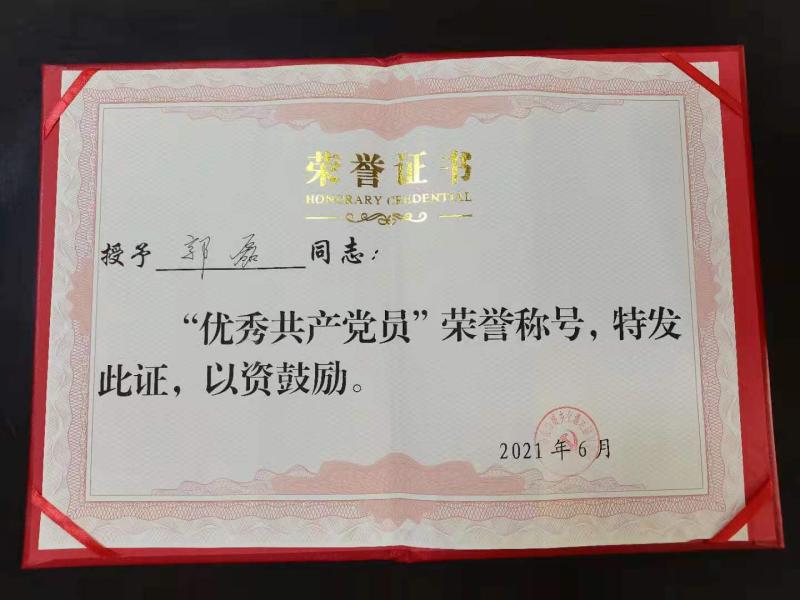 荣誉证书
HONORARY CREDENTIAL
授予 郭磊 同志：
“优秀共产党员”荣誉称号，特发
此证，以资鼓励。
2021年6月